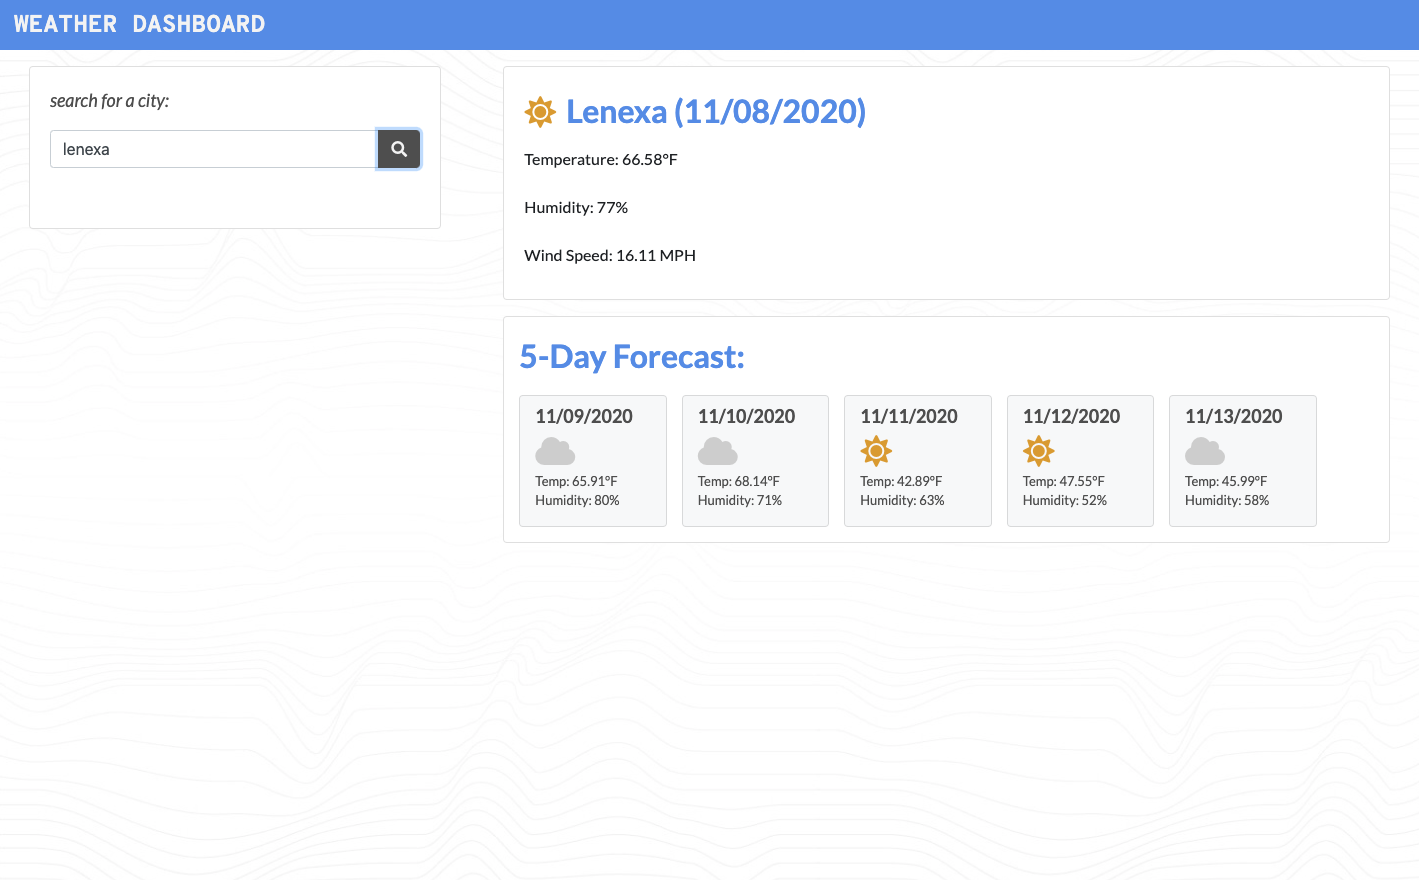 WEATHER DASHBOARD
search for a city:
lenexa
Lenexa (11/08/2020)
Temperature: 66.58°F
Humidity: 77%
Wind Speed: 16.11 MPH
5-Day Forecast:
11/09/2020
Temp: 65.91°F
Humidity: 80%
11/10/2020
Temp: 68.14°F
Humidity: 71%
11/11/2020
Temp: 42.89°F
Humidity: 63%
11/12/2020
Temp: 47.55°F
Humidity: 52%
11/13/2020
Temp: 45.99°F
Humidity: 58%